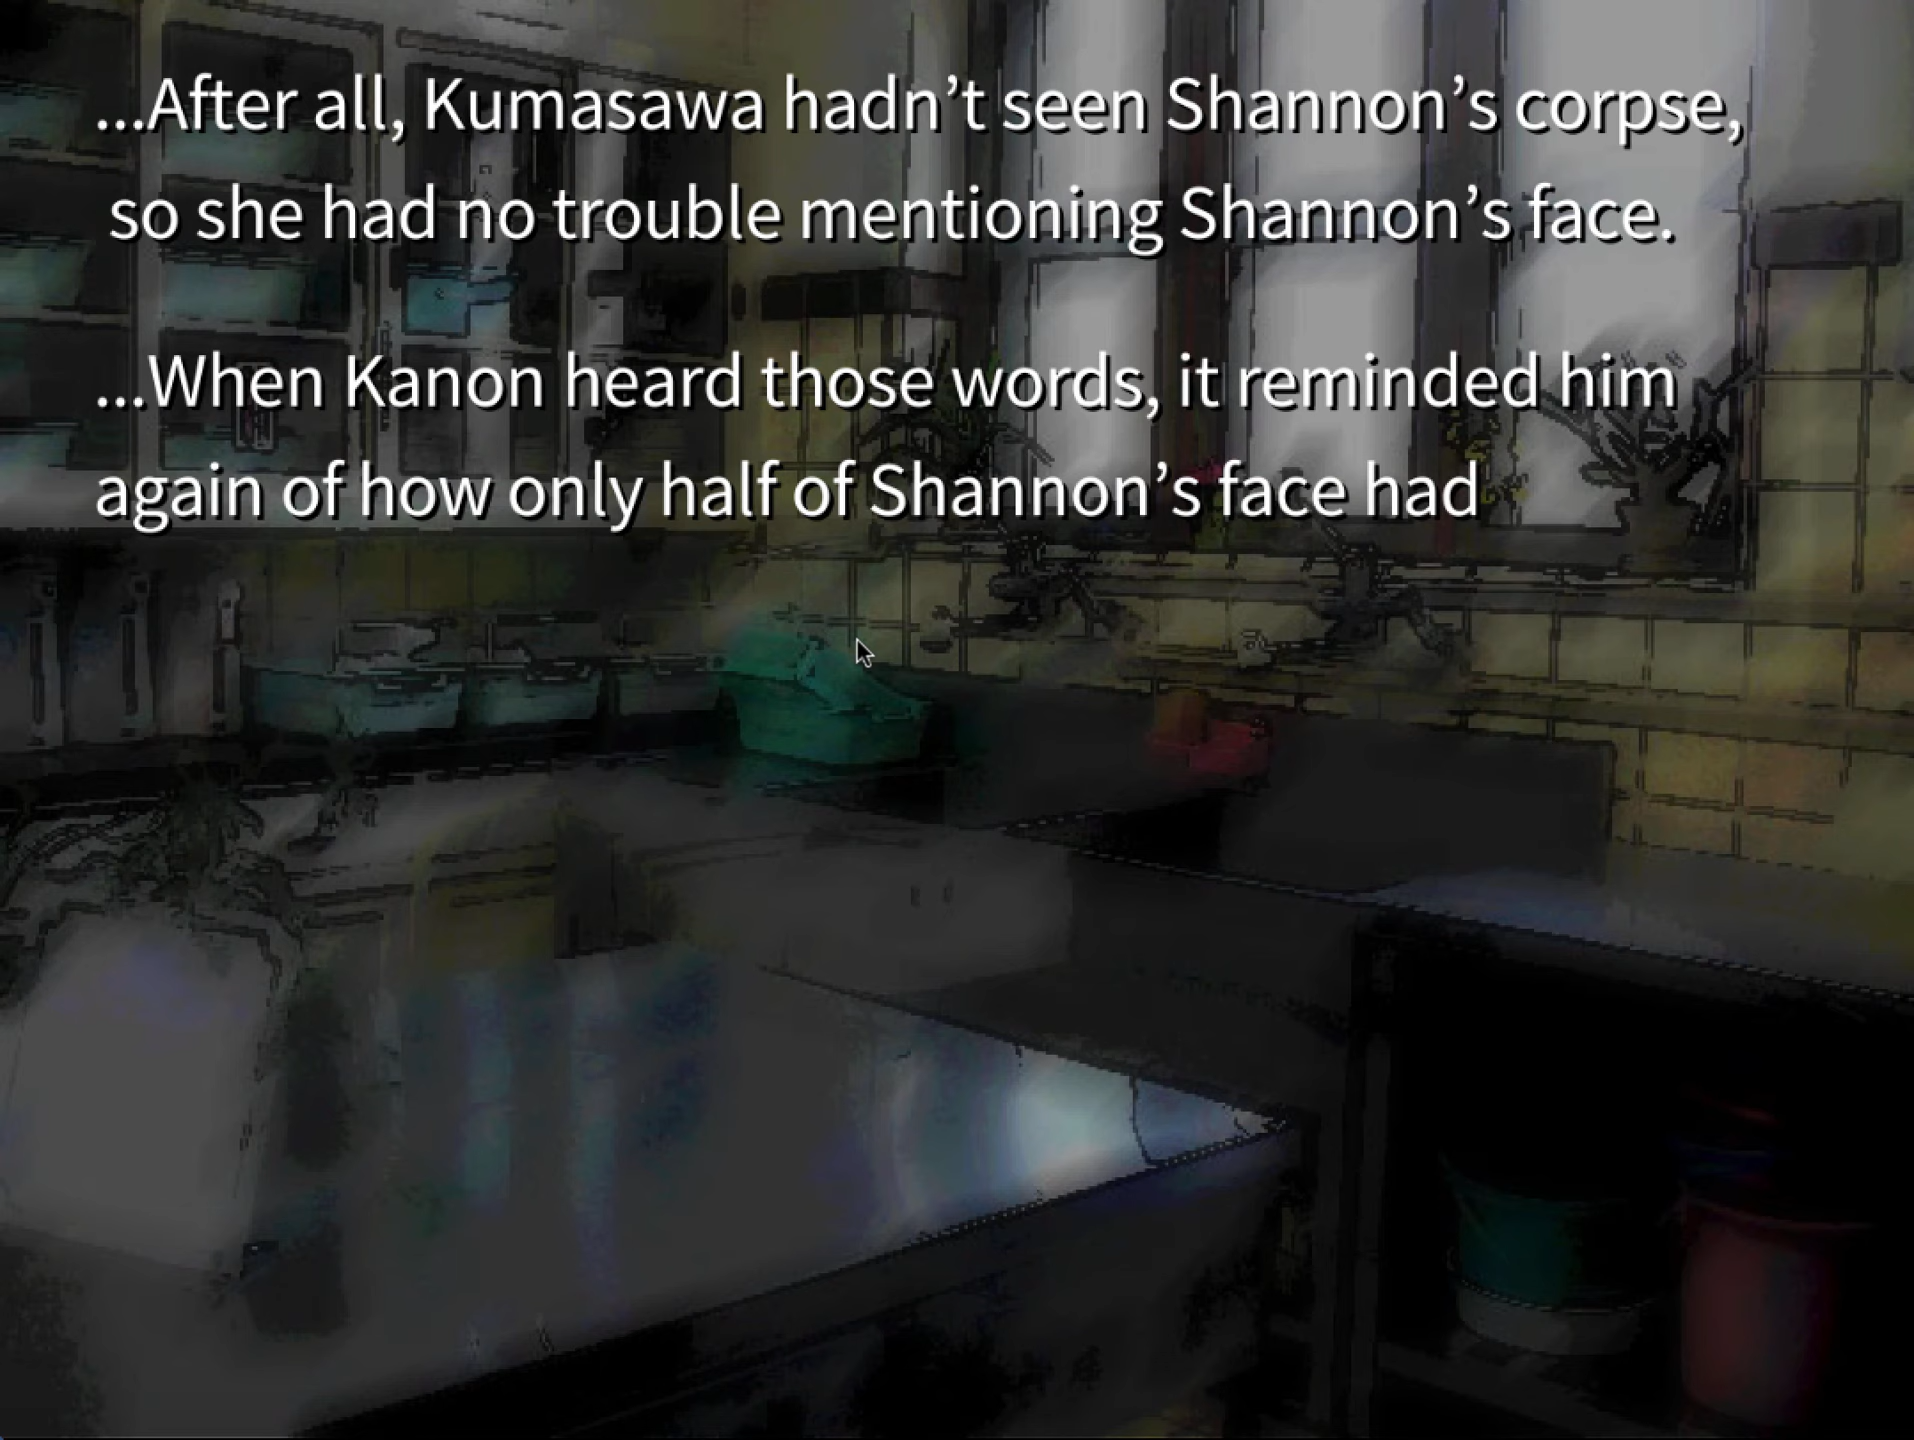 ...After all, Kumasawa hadn’t seen Shannon’s corpse,
so she had no trouble mentioning Shannon’s face.
...When Kanon heard those words, it reminded him
again of how only half of Shannon’s face had